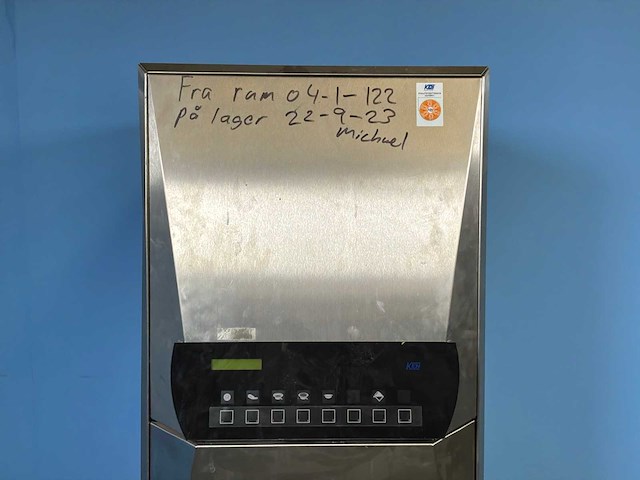 Fra rum 04-1-122
på lager 22-9-23
Michael